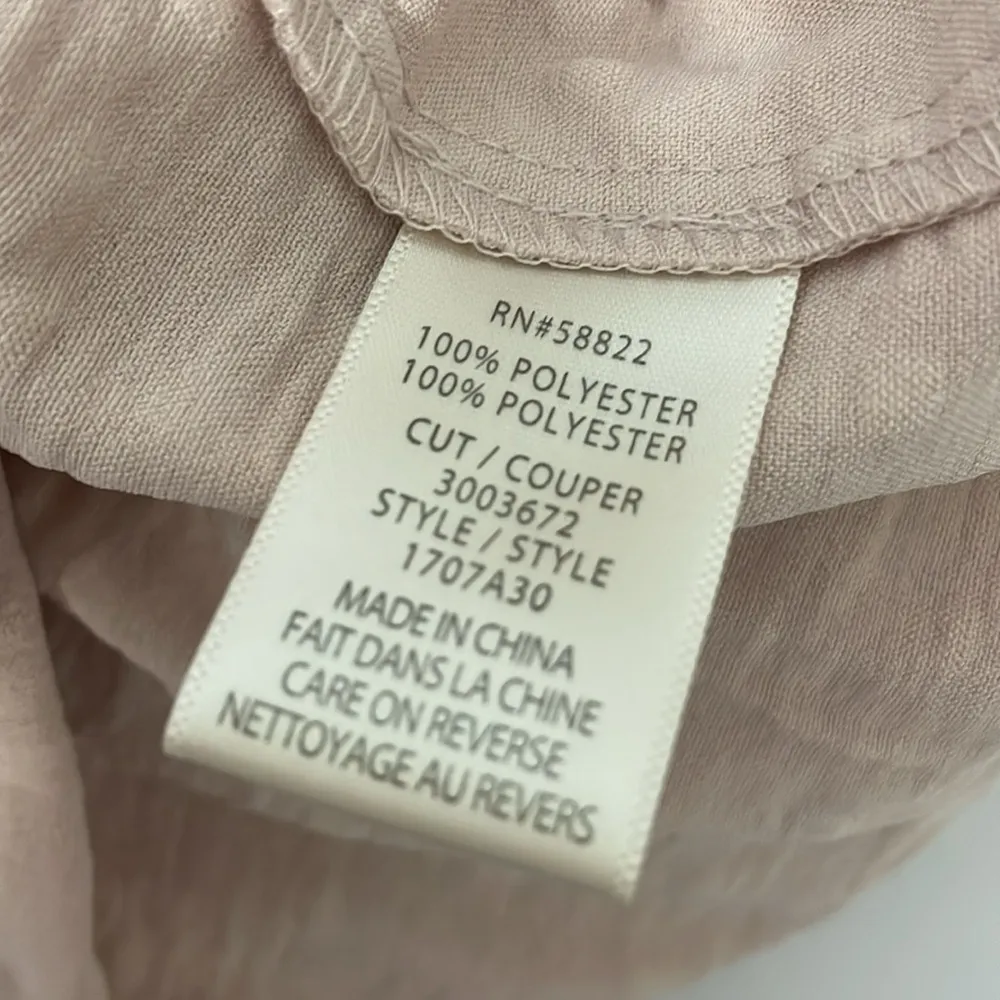 RN#58822
100% POLYESTER
100% POLYESTER
CUT / COUPER
3003672
STYLE / STYLE
1707A30
MADE IN CHINA
FAIT DANS LA CHINE
CARE ON REVERSE
NETTOYAGE AU REVERS